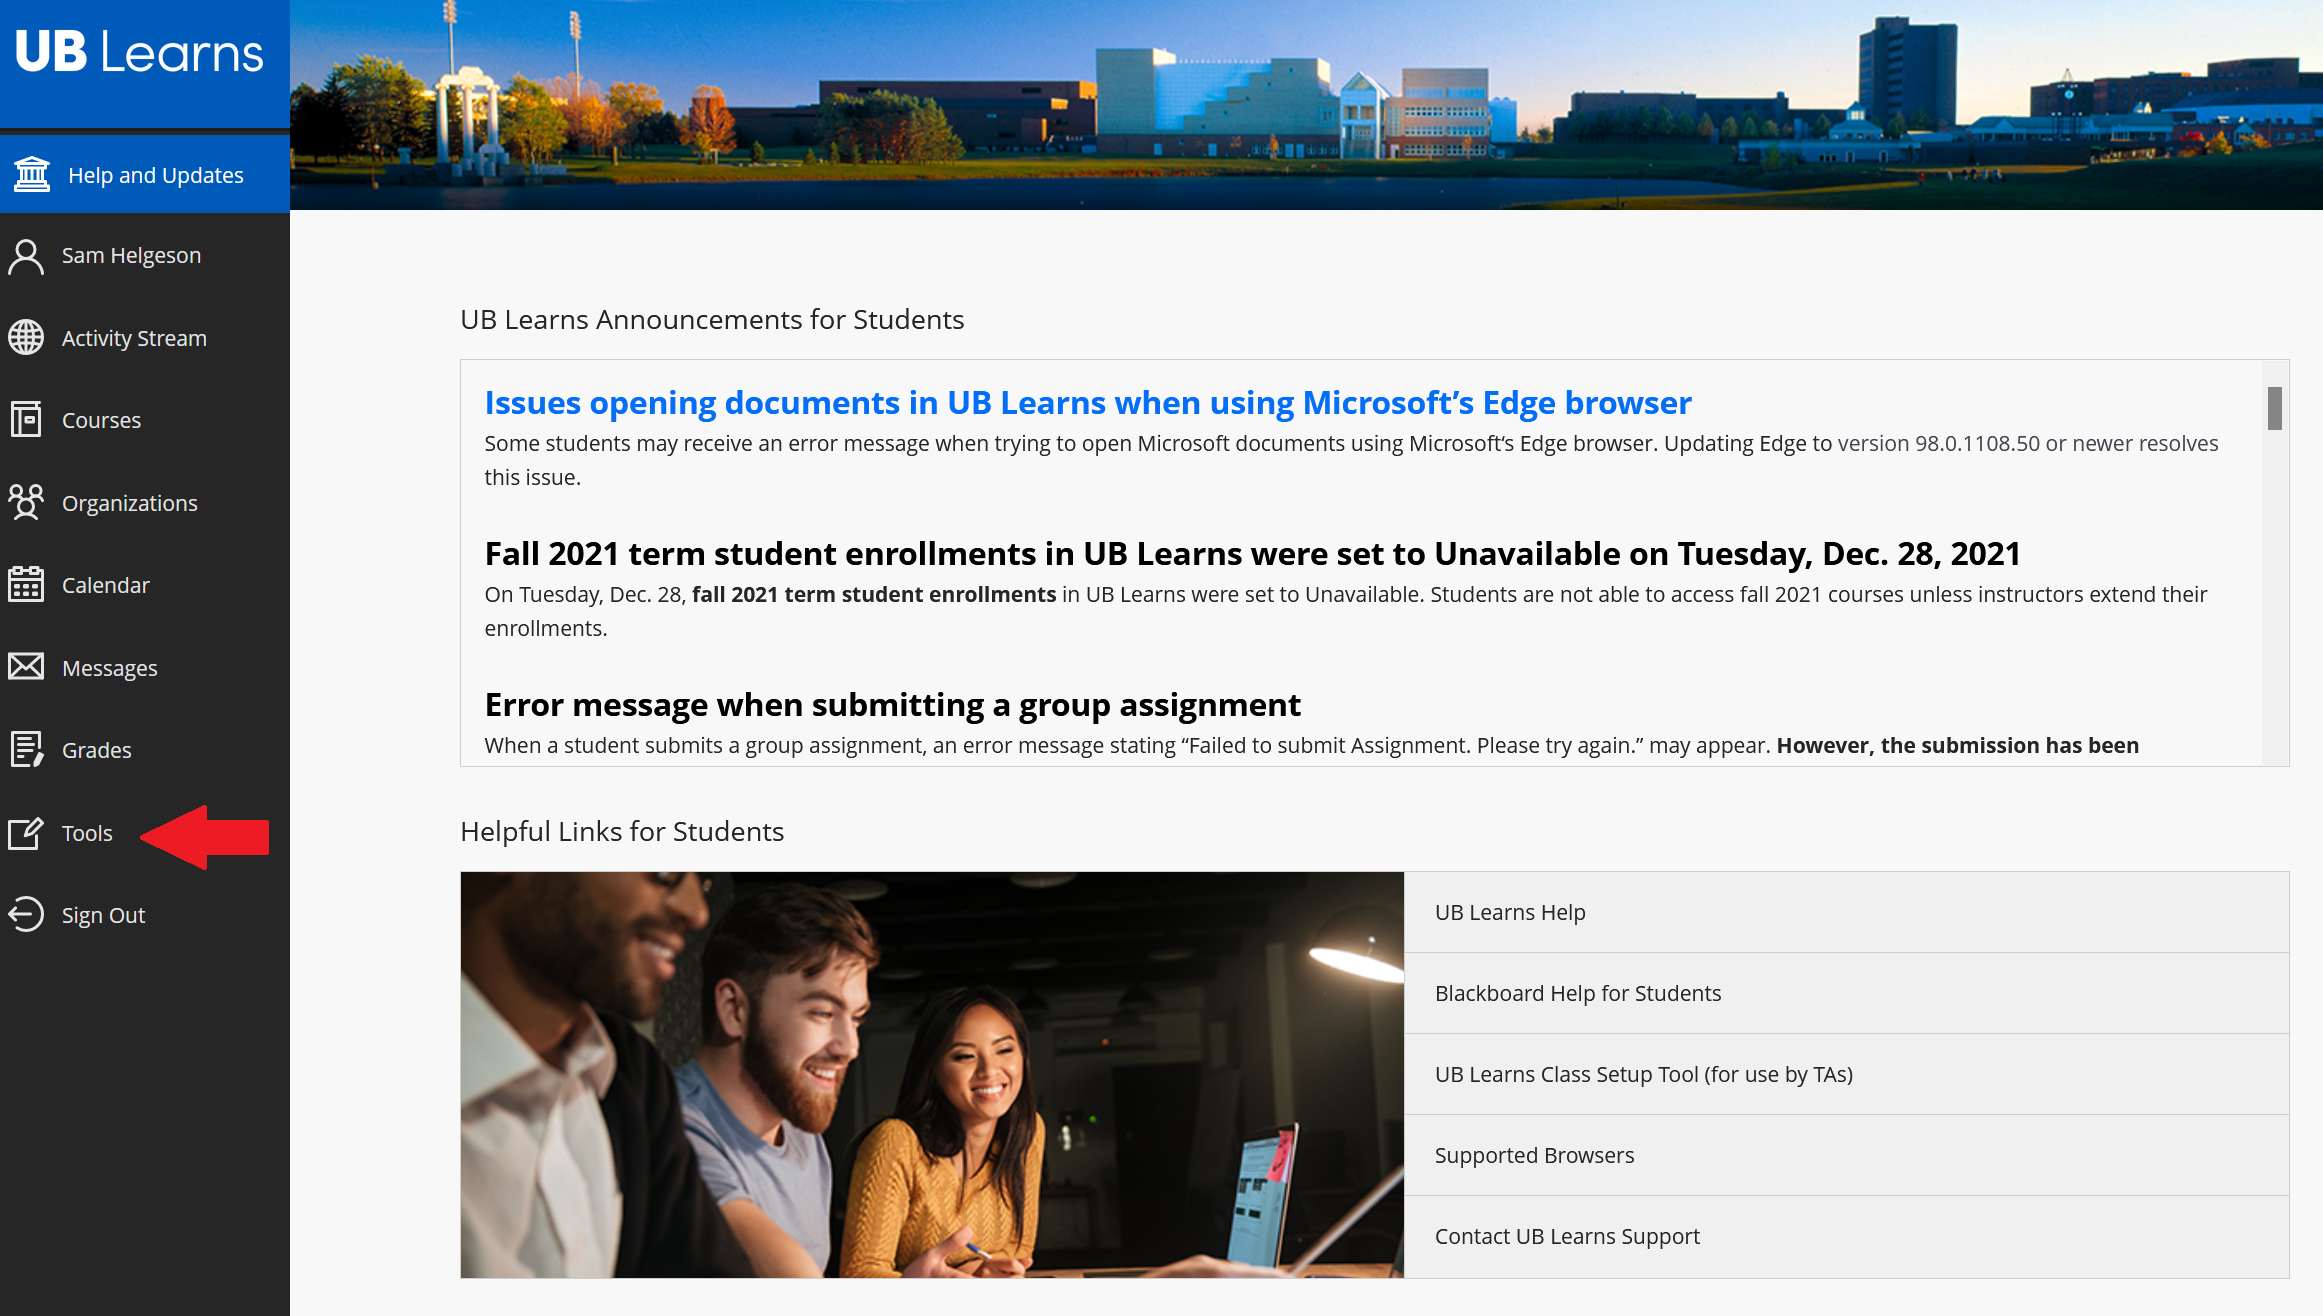 UB Learns
Help and Updates
Sam Helgeson
Activity Stream
Courses
Organizations
Calendar
Messages
Grades
Tools
Sign Out
UB Learns Announcements for Students
Issues opening documents in UB Learns when using Microsoft’s Edge browser
Some students may receive an error message when trying to open Microsoft documents using Microsoft‘s Edge browser. Updating Edge to version 98.0.1108.50 or newer resolves
this issue.
Fall 2021 term student enrollments in UB Learns were set to Unavailable on Tuesday, Dec. 28, 2021
On Tuesday, Dec. 28, fall 2021 term student enrollments in UB Learns were set to Unavailable. Students are not able to access fall 2021 courses unless instructors extend their
enrollments.
Error message when submitting a group assignment
When a student submits a group assignment, an error message stating “Failed to submit Assignment. Please try again.” may appear. However, the submission has been
Helpful Links for Students
UB Learns Help
Blackboard Help for Students
UB Learns Class Setup Tool (for use by TAs)
Supported Browsers
Contact UB Learns Support